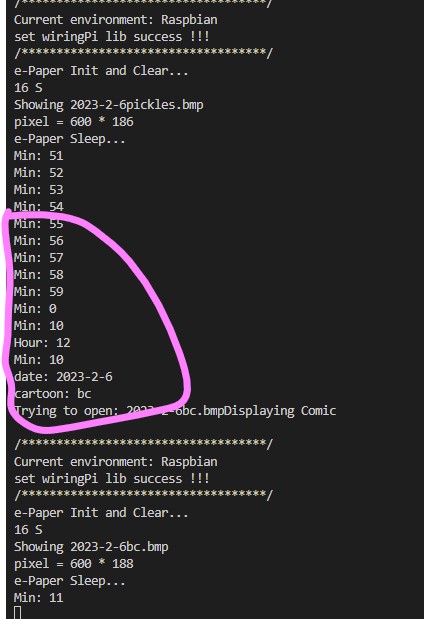 /*********************************/
Current environment: Raspbian
set wiringPi lib success !!!
/*********************************/
e-Paper Init and Clear...
16 S
Showing 2023-2-6pickles.bmp
pixel = 600 * 186
e-Paper Sleep...
Min: 51
Min: 52
Min: 53
Min: 54
Min: 55
Min: 56
Min: 57
Min: 58
Min: 59
Min: 0
Min: 10
Hour: 12
Min: 10
date: 2023-2-6
cartoon: bc
Trying to open: 2023-2-6bc.bmpDisplaying Comic
/*********************************/
Current environment: Raspbian
set wiringPi lib success !!!
/*********************************/
e-Paper Init and Clear...
16 S
Showing 2023-2-6bc.bmp
pixel = 600 * 188
e-Paper Sleep...
Min: 11